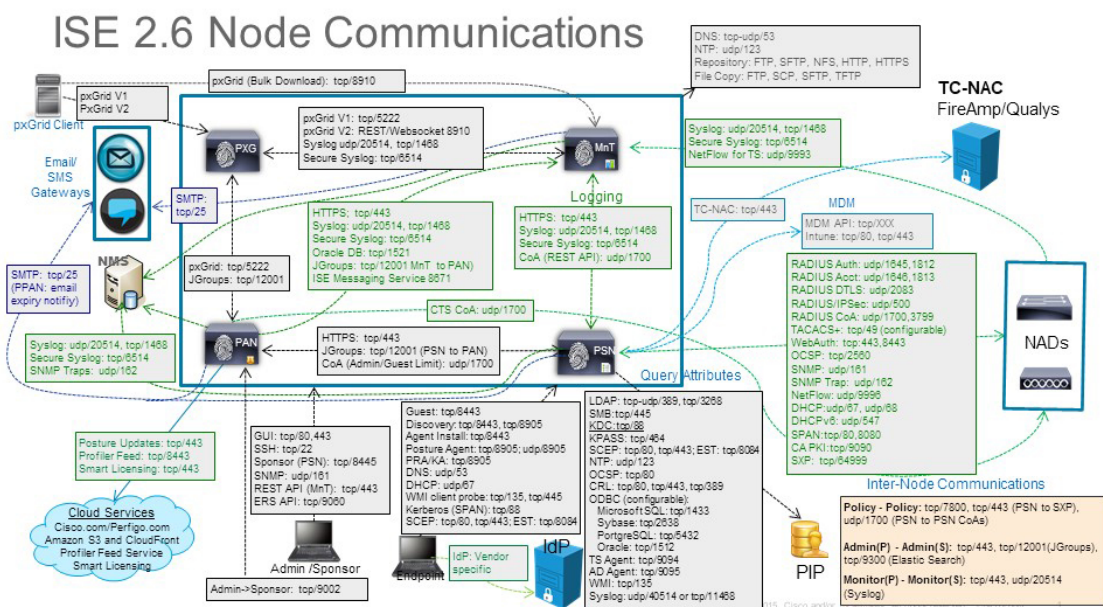 ISE 2.6 Node Communications
DNS: tcp-udp/53
NTP: udp/123
Repository: FTP, SFTP, NFS, HTTP, HTTPS
File Copy: FTP, SCP, SFTP, TFTP
pxGrid (Bulk Download): tcp/8910
pxGrid V1
PxGrid V2
pxGrid Client
TC-NAC
FireAmp/Qualys
pxGrid V1: tcp/5222
pxGrid V2: REST/Websocket 8910
Syslog udp/20514, tcp/1468
Secure Syslog: tcp/6514
PXG
MnT
Syslog: udp/20514, tcp/1468
Secure Syslog: tcp/6514
NetFlow for TS: udp/9993
Email/
SMS
Gateways
SMTP:
tcp/25
Logging
TC-NAC: tcp/443
MDM
MDM API: tcp/XXX
Intune: tcp/80, tcp/443
HTTPS: tcp/443
Syslog: udp/20514, tcp/1468
Secure Syslog: tcp/6514
Oracle DB: tcp/1521
JGroups: tcp/12001 MnT to PAN)
ISE Messaging Service 8671
HTTPS: tcp/443
Syslog: udp/20514, tcp/1468
Secure Syslog: tcp/6514
CoA (REST API): udp/1700
NMS
pxGrid: tcp/5222
JGroups: tcp/12001
SMTP: tcp/25
(PPAN: email
expiry notifiy)
CTS CoA: udp/1700
RADIUS Auth: udp/1645,1812
RADIUS Acct: udp/1646,1813
RADIUS DTLS: udp/2083
RADIUS/IPSec: udp/500
RADIUS CoA: udp/1700,3799
TACACS+: tcp/49 (configurable)
WebAuth: tcp:443,8443
OCSP: tcp/2560
SNMP: udp/161
SNMP Trap: udp/162
NetFlow: udp/9996
DHCP:udp/67, udp/68
DHCPv6: udp/547
SPAN:tcp/80,8080
CA PKI: tcp/9090
SXP: tcp/64999
NADs
Syslog: udp/20514, tcp/1468
Secure Syslog: tcp/6514
SNMP Traps: udp/162
PAN
HTTPS: tcp/443
JGroups: tcp/12001 (PSN to PAN)
CoA (Admin/Guest Limit): udp/1700
PSN
Query Attributes
Posture Updates: tcp/443
Profiler Feed: tcp/8443
Smart Licensing: tcp/443
GUI: tcp/80,443
SSH: tcp/22
Sponsor (PSN): tcp/8445
SNMP: udp/161
REST API (MnT): tcp/443
ERS API: tcp/9060
Guest: tcp/8443
Discovery: tcp/8443, tcp/8905
Agent Install: tcp/8443
Posture Agent: tcp/8905; udp/8905
PRA/KA: tcp/8905
DNS: udp/53
DHCP: udp/67
WMI client probe: tcp/135, tcp/445
Kerberos (SPAN): tcp/88
SCEP: tcp/80, tcp/443; EST: tcp/8084
LDAP: tcp-udp/389, tcp/3268
SMB:tcp/445
KDC: tcp/88
KPASS: tcp/464
SCEP: tcp/80, tcp/443; EST: tcp/8084
NTP: udp/123
OCSP: tcp/80
CRL: tcp/80, tcp/443, tcp/389
ODBC (configurable):
Microsoft SQL: tcp/1433
Sybase: tcp/2638
PortgreSQL: tcp/5432
Oracle: tcp/1512
TS Agent: tcp/9094
AD Agent: tcp/9095
WMI: tcp/135
Syslog: udp/40514 or tcp/11468
Cloud Services
Cisco.com/Perfigo.com
Amazon S3 and CloudFront
Profiler Feed Service
Smart Licensing
Admin /Sponsor
Admin->Sponsor: tcp/9002
Endpoint
IdP: Vendor
specific
IdP
PIP
Inter-Node Communications
Policy - Policy: tcp/7800, tcp/443 (PSN to SXP),
udp/1700 (PSN to PSN CoAs)
Admin(P) - Admin(S): tcp/443, tcp/12001(JGroups),
tcp/9300 (Elastic Search)
Monitor(P) - Monitor(S): tcp/443, udp/20514
(Syslog)